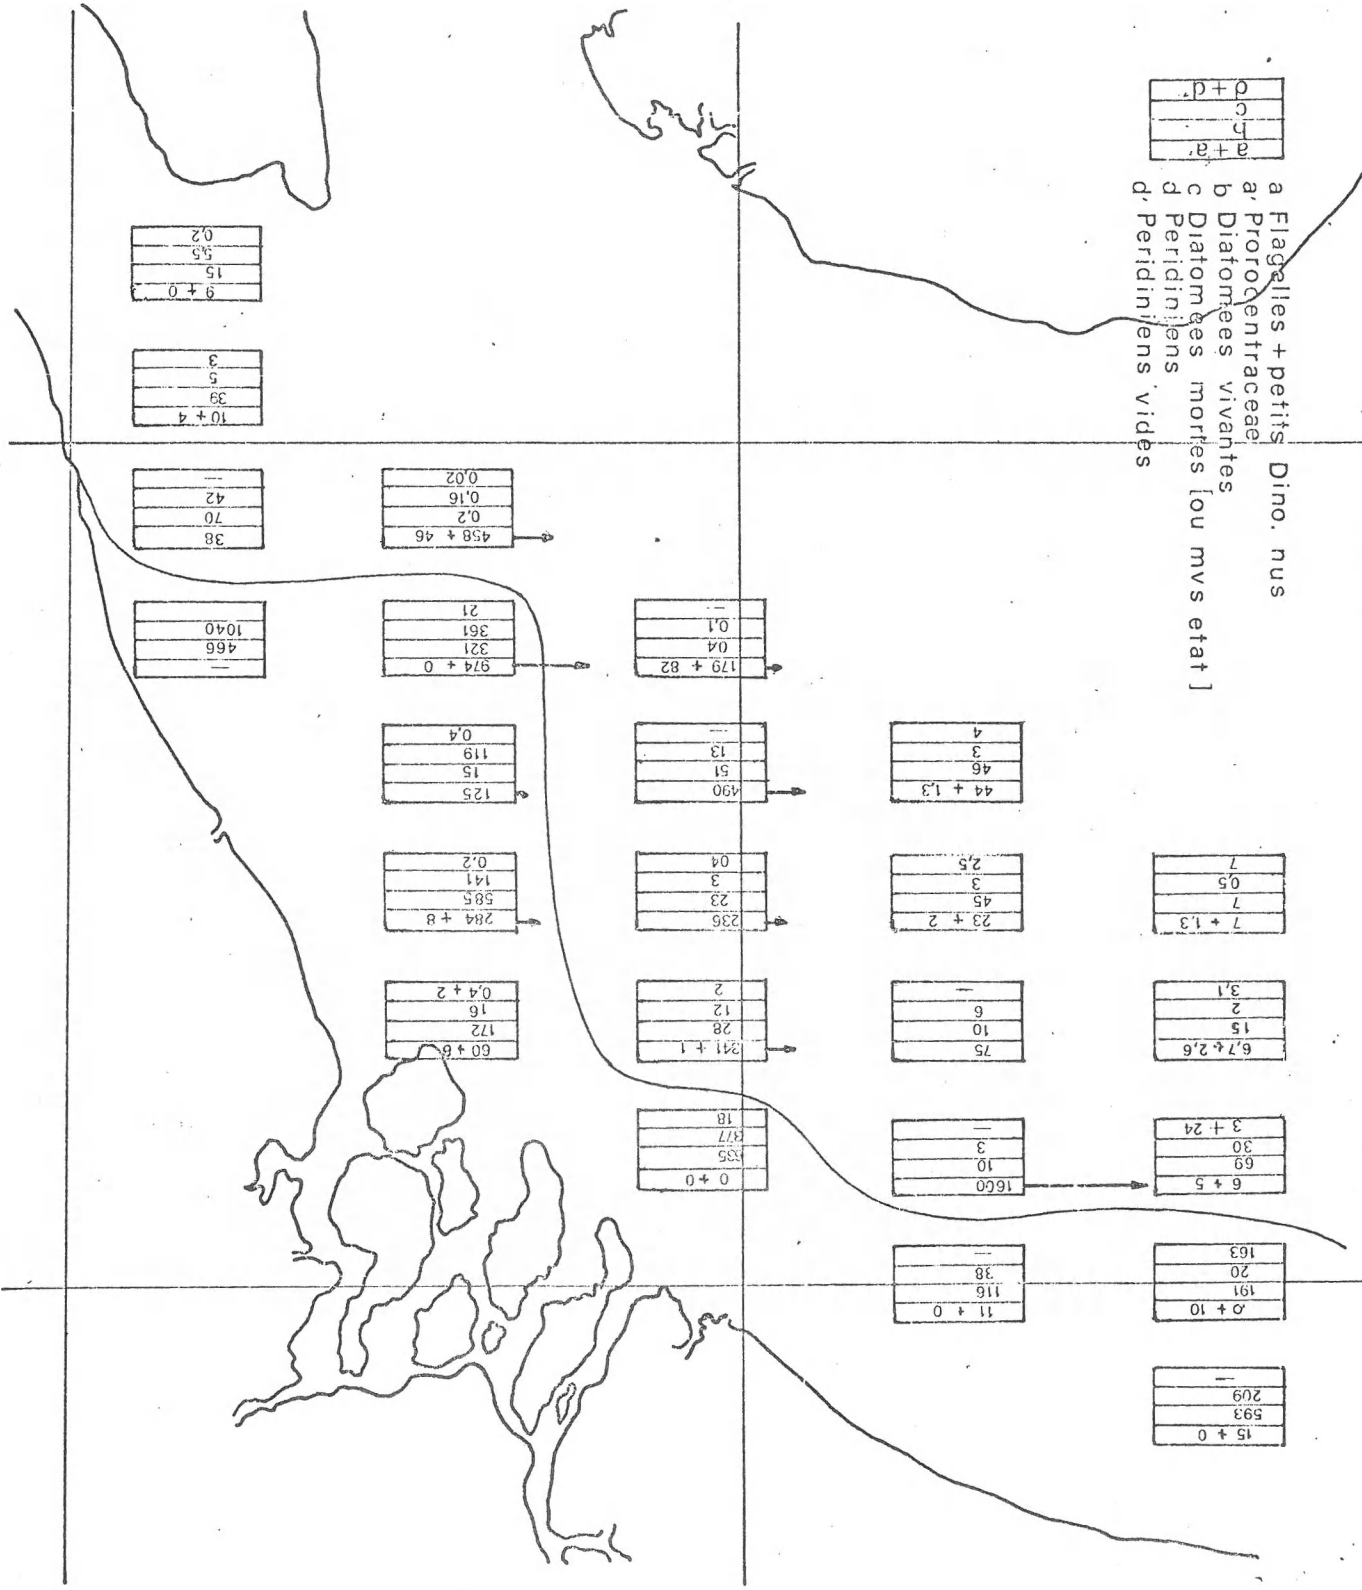 a + a'
b
c
d + d'
a Flagelles + petits Dino. nus
a' Prorocentraceae
b Diatomees vivantes
c Diatomees mortes [ou mvs etat]
d Peridiniens
d' Peridiniens vides
9 + 0
15
5,5
0,2
10 + 4
39
5
3
38
70
42
—
458 + 46
0,2
0,16
0,02
—
466
1040
974 + 0
321
361
21
179 + 82
0,4
0,1
—
125
15
119
0,4
490
51
13
—
44 + 1,3
46
3
4
284 + 8
585
141
0,2
236
23
3
04
23 + 2
45
3
2,5
7 + 1,3
7
0,5
7
60 + 6
172
16
0,4 + 2
341 + 1
28
12
2
75
10
6
—
6,7 + 2,6
15
2
3,1
0 + 0
18
1600
10
3
—
6 + 5
69
30
3 + 24
11 + 0
116
38
—
0 + 10
191
20
163
15 + 0
593
209
—